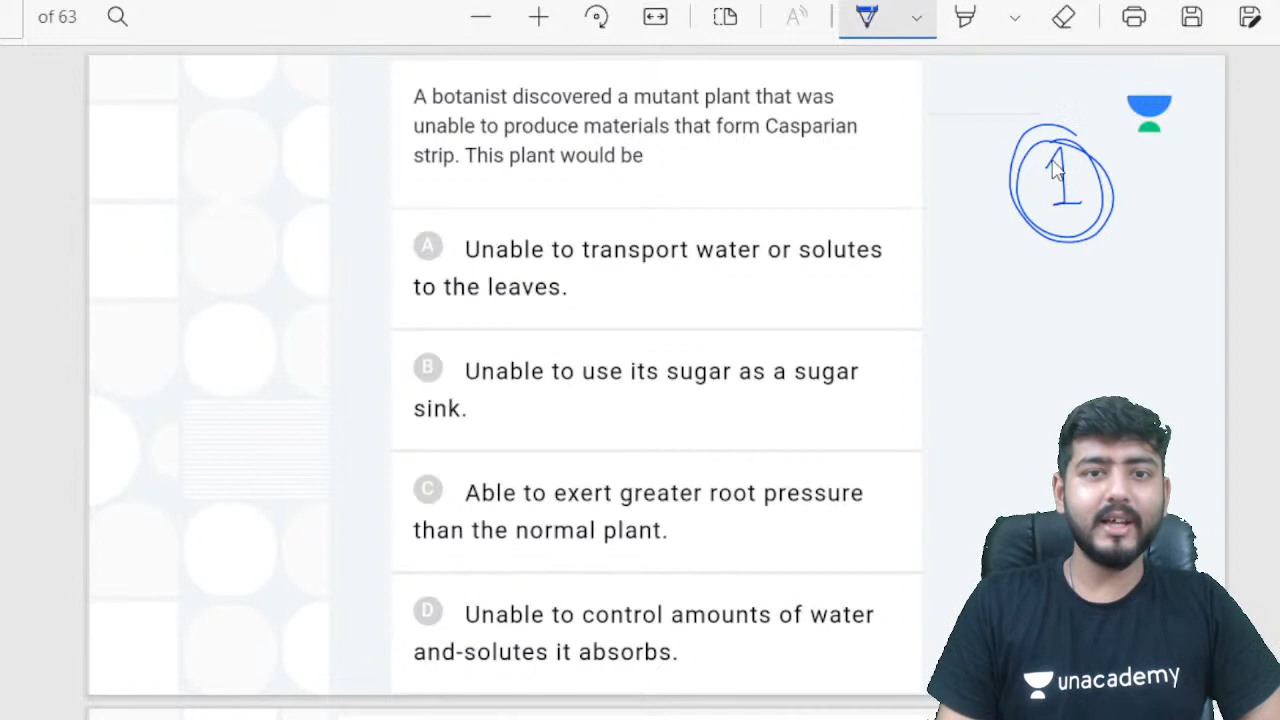 of 63
A botanist discovered a mutant plant that was
unable to produce materials that form Casparian
strip. This plant would be
1
A Unable to transport water or solutes
to the leaves.
B Unable to use its sugar as a sugar
sink.
C Able to exert greater root pressure
than the normal plant.
D Unable to control amounts of water
and-solutes it absorbs.
unacademy